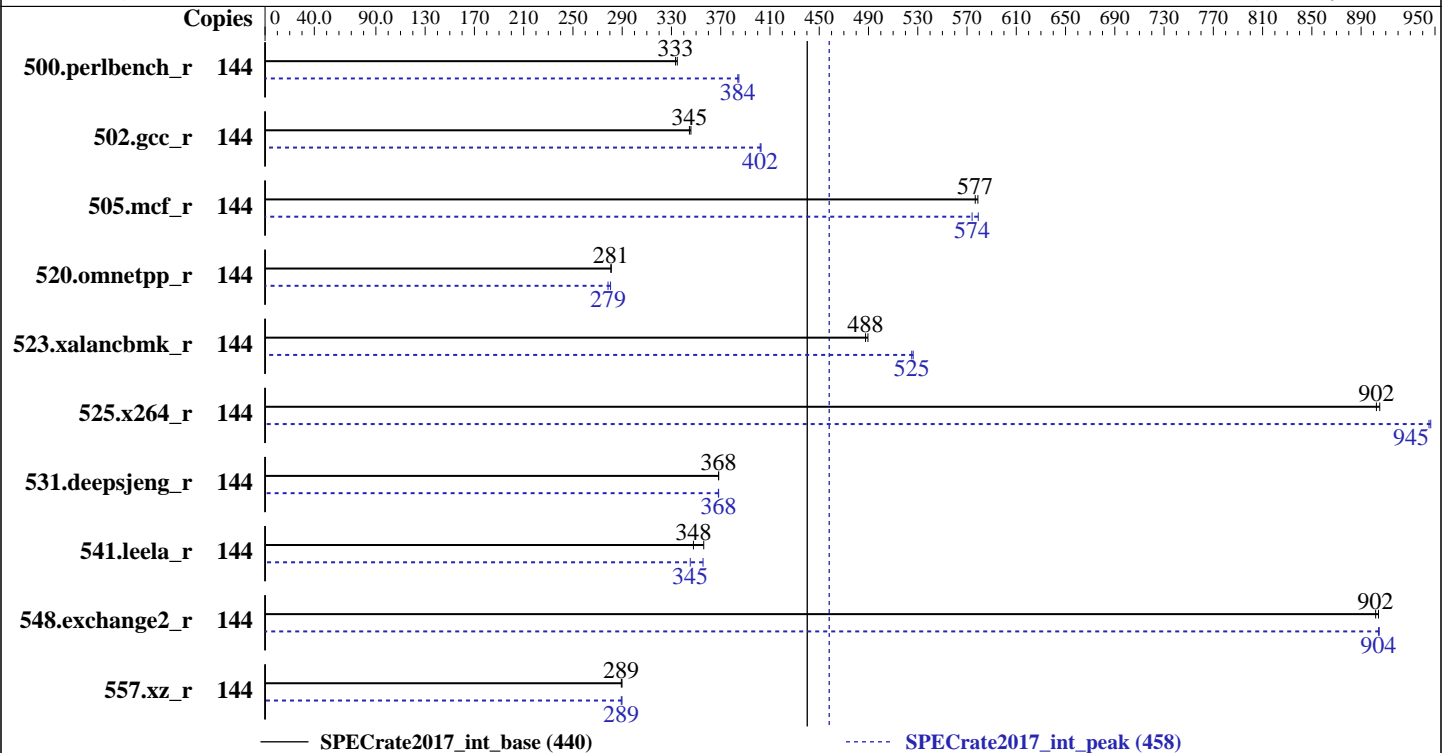 Copies 0 40.0 90.0 130 170 210 250 290 330 370 410 450 490 530 570 610 650 690 730 770 810 850 890 950
333
500.perlbench_r 144
384
345
502.gcc_r 144
402
577
505.mcf_r 144
574
281
520.omnetpp_r 144
279
488
523.xalancbmk_r 144
525
902
525.x264_r 144
945
368
531.deepsjeng_r 144
368
348
541.leela_r 144
345
902
548.exchange2_r 144
904
289
557.xz_r 144
289
SPECrate2017_int_base (440) SPECrate2017_int_peak (458)